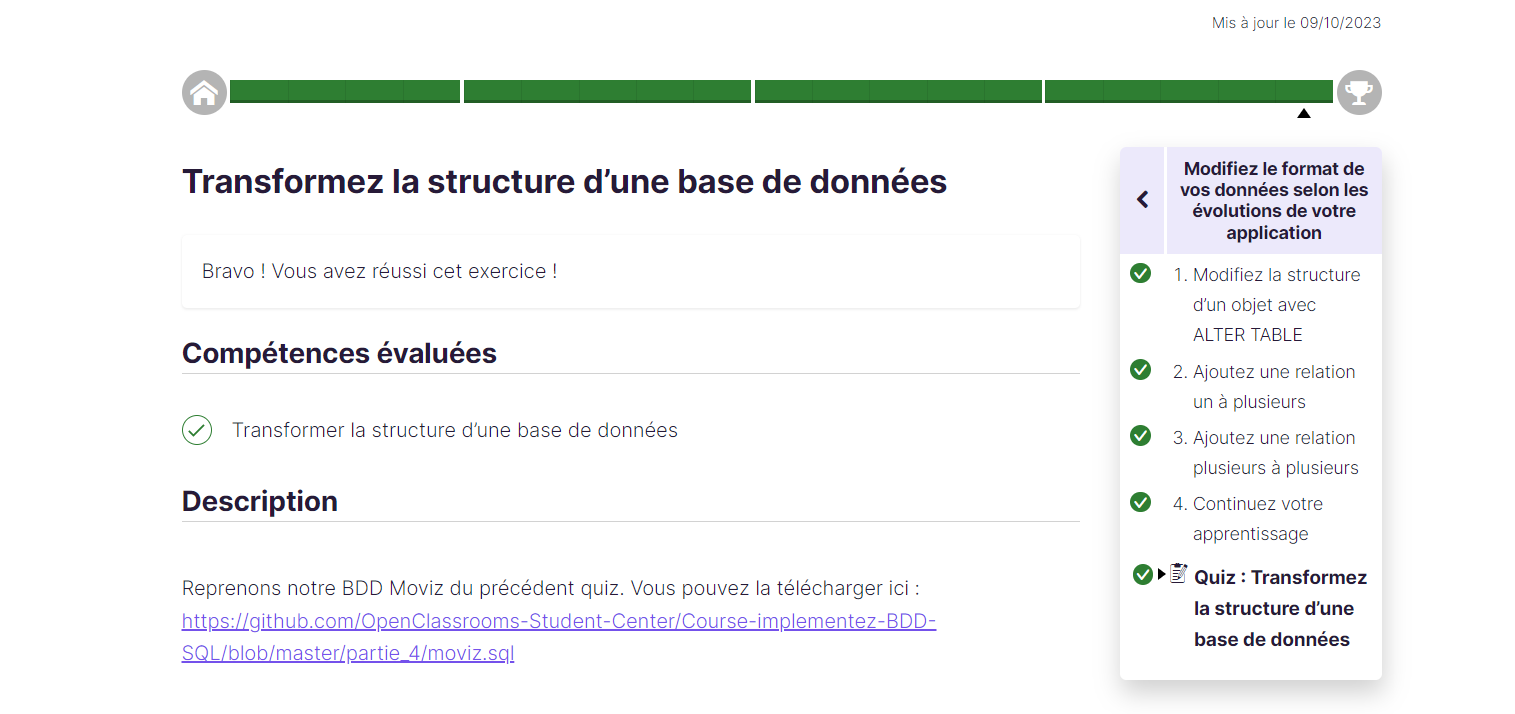 Mis à jour le 09/10/2023
Transformez la structure d’une base de données
Bravo ! Vous avez réussi cet exercice !
Compétences évaluées
Transformer la structure d’une base de données
Description
Reprenons notre BDD Moviz du précédent quiz. Vous pouvez la télécharger ici :
https://github.com/OpenClassrooms-Student-Center/Course-implementez-BDD-
SQL/blob/master/partie_4/moviz.sql
Modifiez le format de
vos données selon les
évolutions de votre
application
1. Modifiez la structure
d’un objet avec
ALTER TABLE
2. Ajoutez une relation
un à plusieurs
3. Ajoutez une relation
plusieurs à plusieurs
4. Continuez votre
apprentissage
Quiz : Transformez
la structure d’une
base de données